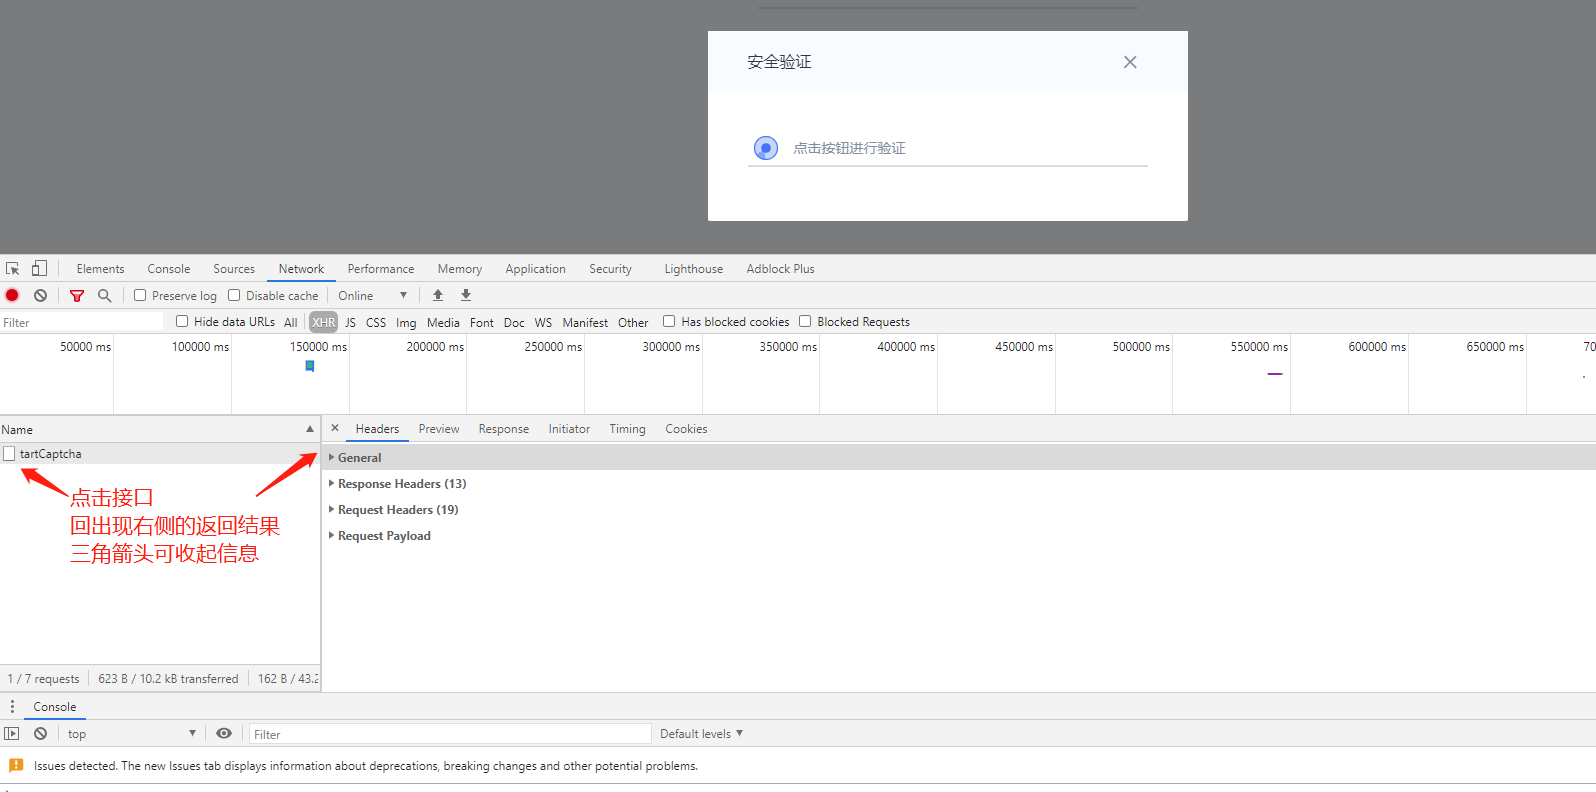 安全验证
点击按钮进行验证
Elements Console Sources Network Performance Memory Application Security Lighthouse Adblock Plus
Preserve log Disable cache Online
Filter Hide data URLs All XHR JS CSS Img Media Font Doc WS Manifest Other Has blocked cookies Blocked Requests
50000 ms 100000 ms 150000 ms 200000 ms 250000 ms 300000 ms 350000 ms 400000 ms 450000 ms 500000 ms 550000 ms 600000 ms 650000 ms 70
Name
Headers Preview Response Initiator Timing Cookies
tartCaptcha
General
Response Headers (13)
Request Headers (19)
Request Payload
点击接口
回出现右侧的返回结果
三角箭头可收起信息
1 / 7 requests 623 B / 10.2 kB transferred 162 B / 43.2
Console
top Filter Default levels
Issues detected. The new Issues tab displays information about deprecations, breaking changes and other potential problems.